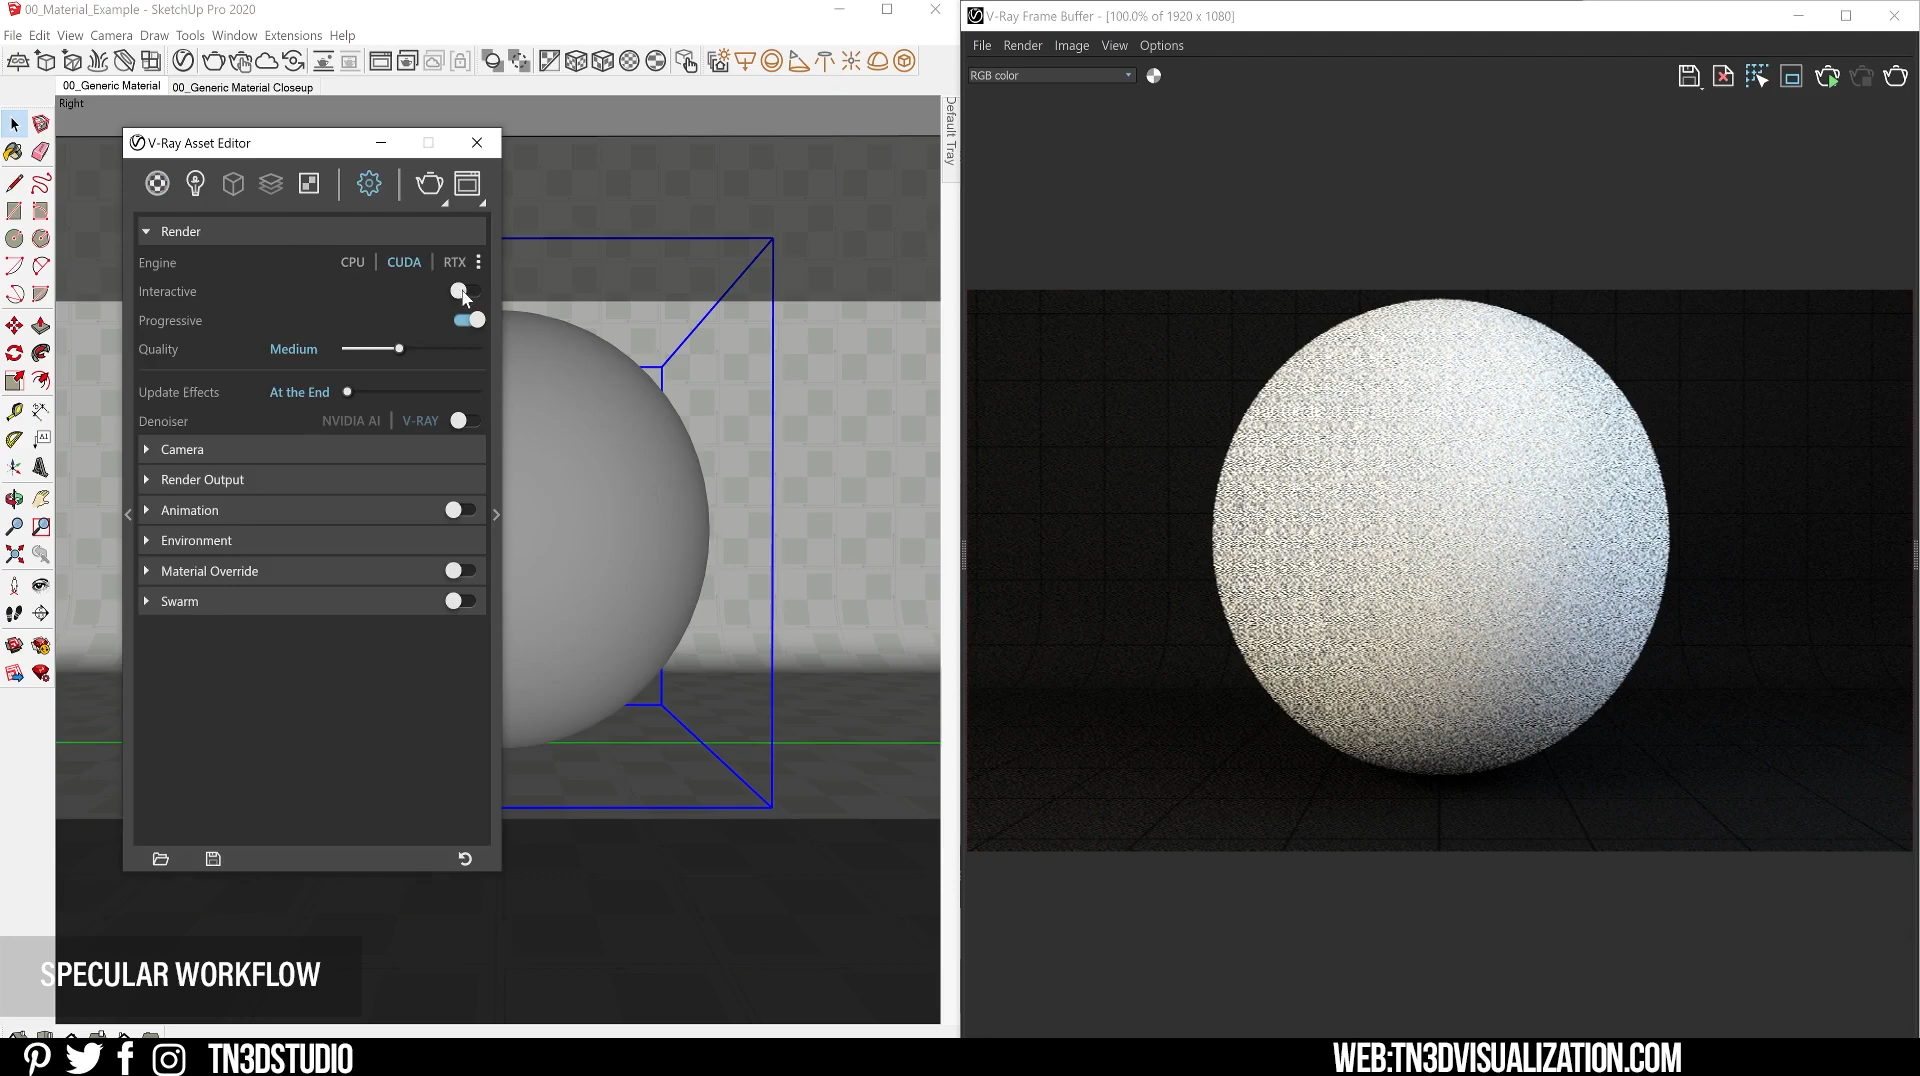 00_Material_Example - SketchUp Pro 2020
File Edit View Camera Draw Tools Window Extensions Help
00_Generic Material
00_Generic Material Closeup
Right
Default Tray
V-Ray Asset Editor
Render
Engine CPU CUDA RTX
Interactive
Progressive
Quality Medium
Update Effects At the End
Denoiser NVIDIA AI V-RAY
Camera
Render Output
Animation
Environment
Material Override
Swarm
V-Ray Frame Buffer - [100.0% of 1920 x 1080]
File Render Image View Options
RGB color
SPECULAR WORKFLOW
TN3DSTUDIO
WEB:TN3DVISUALIZATION.COM